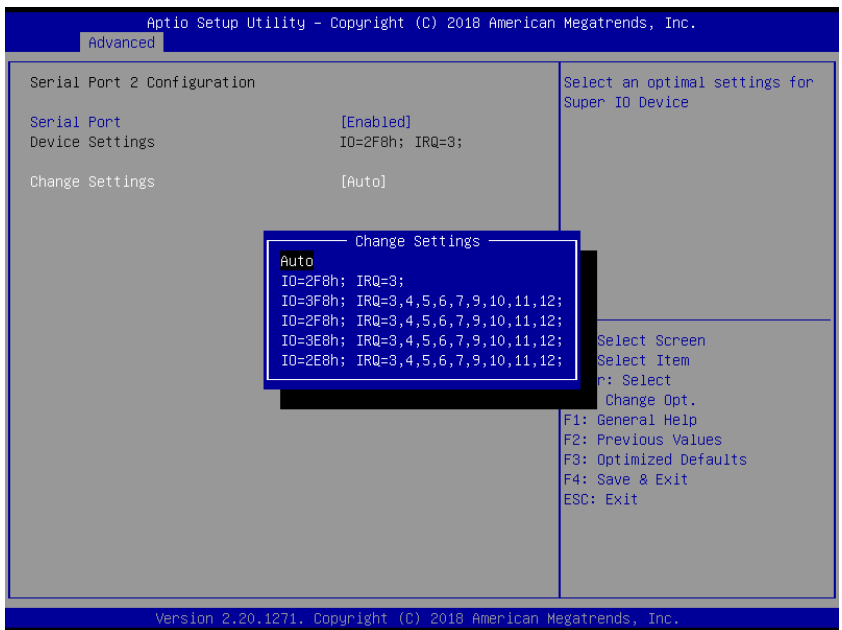 Aptio Setup Utility – Copyright (C) 2018 American Megatrends, Inc.
Advanced
Serial Port 2 Configuration
Serial Port [Enabled]
Device Settings IO=2F8h; IRQ=3;
Change Settings [Auto]
Select an optimal settings for
Super IO Device
Change Settings
Auto
IO=2F8h; IRQ=3;
IO=3F8h; IRQ=3,4,5,6,7,9,10,11,12;
IO=2F8h; IRQ=3,4,5,6,7,9,10,11,12;
IO=3E8h; IRQ=3,4,5,6,7,9,10,11,12;
IO=2E8h; IRQ=3,4,5,6,7,9,10,11,12;
Select Screen
Select Item
r: Select
Change Opt.
F1: General Help
F2: Previous Values
F3: Optimized Defaults
F4: Save & Exit
ESC: Exit
Version 2.20.1271. Copyright (C) 2018 American Megatrends, Inc.